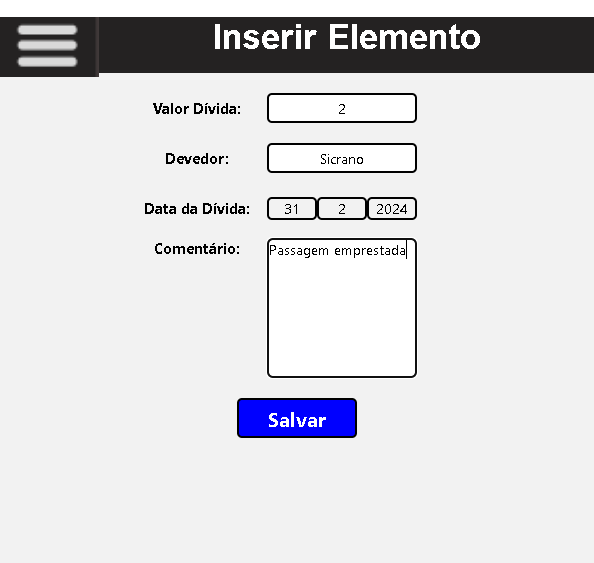 Inserir Elemento
Valor Dívida: 2
Devedor: Sicrano
Data da Dívida: 31 2 2024
Comentário: Passagem emprestada
Salvar